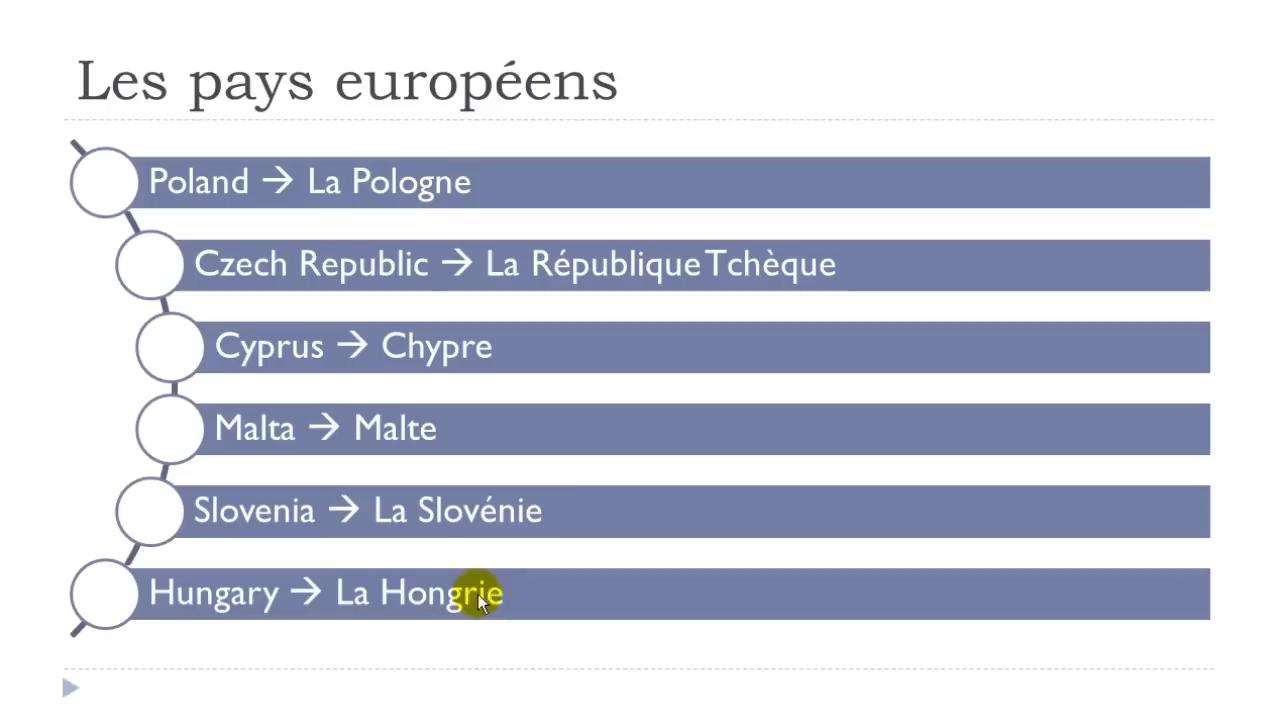 Les pays européens
Poland → La Pologne
Czech Republic → La République Tchèque
Cyprus → Chypre
Malta → Malte
Slovenia → La Slovénie
Hungary → La Hongrie